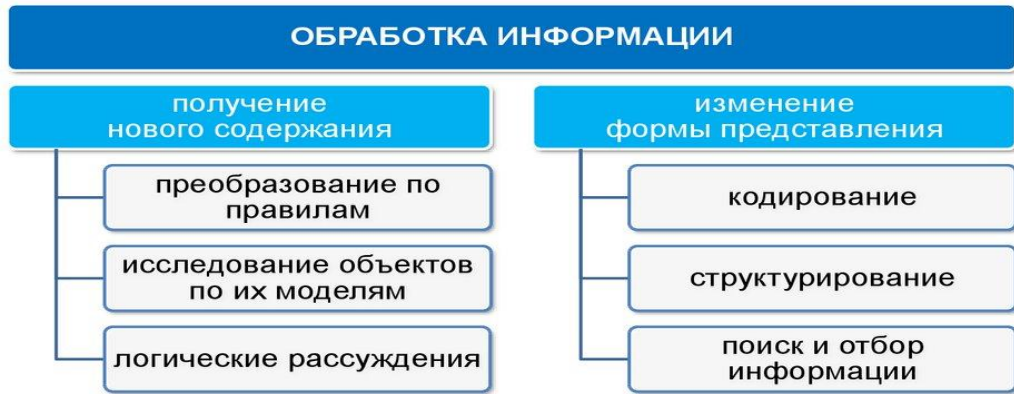 ОБРАБОТКА ИНФОРМАЦИИ
получение
нового содержания
преобразование по
правилам
исследование объектов
по их моделям
логические рассуждения
изменение
формы представления
кодирование
структурирование
поиск и отбор
информации